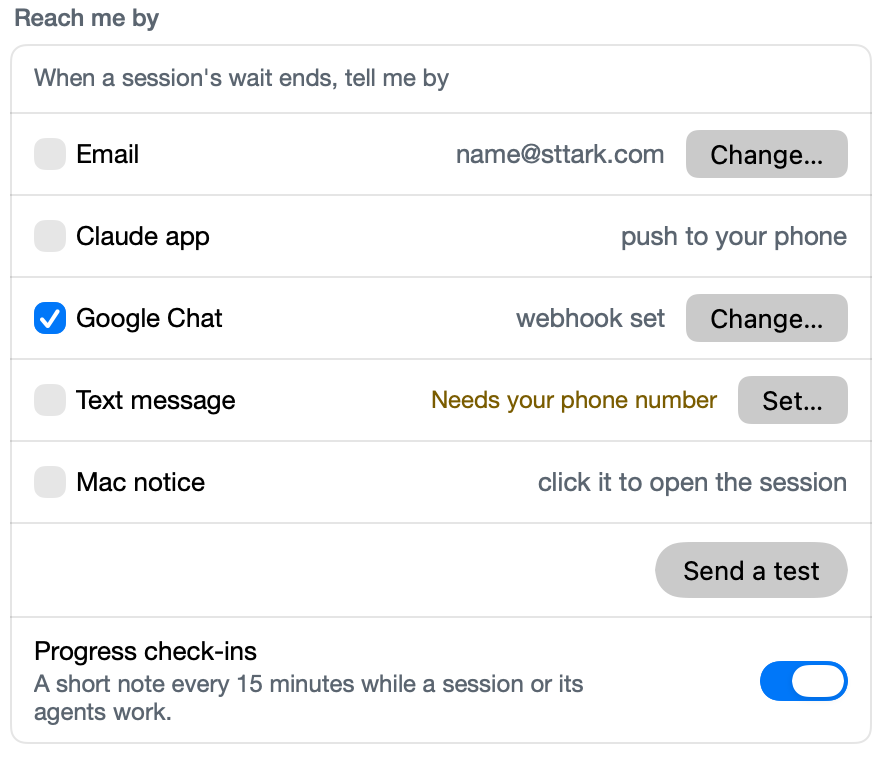 Reach me by
When a session's wait ends, tell me by
Email name@sttark.com Change...
Claude app push to your phone
Google Chat webhook set Change...
Text message Needs your phone number Set...
Mac notice click it to open the session
Send a test
Progress check-ins
A short note every 15 minutes while a session or its
agents work.